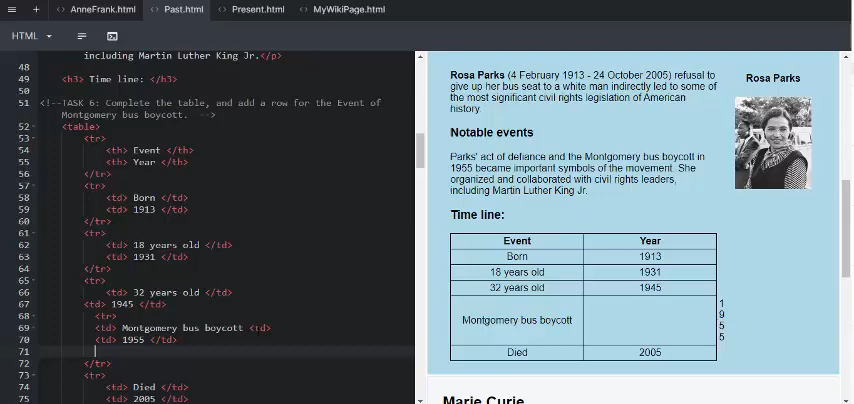 AnneFrank.html
Past.html
Present.html
MyWikiPage.html
HTML
including Martin Luther King Jr.</p>
48
49 <h3> Time line: </h3>
50
51 <!--TASK 6: Complete the table, and add a row for the Event of
Montgomery bus boycott. -->
52 <table>
53 <tr>
54 <th> Event </th>
55 <th> Year </th>
56 </tr>
57 <tr>
58 <td> Born </td>
59 <td> 1913 </td>
60 </tr>
61 <tr>
62 <td> 18 years old </td>
63 <td> 1931 </td>
64 </tr>
65 <tr>
66 <td> 32 years old </td>
67 <td> 1945 </td>
68 <tr>
69 <td> Montgomery bus boycott <td>
70 <td> 1955 </td>
71
72 </tr>
73 <tr>
74 <td> Died </td>
75 <td> 2005 </td>
Rosa Parks (4 February 1913 - 24 October 2005) refusal to
give up her bus seat to a white man indirectly led to some of
the most significant civil rights legislation of American
history.
Notable events
Parks' act of defiance and the Montgomery bus boycott in
1955 became important symbols of the movement. She
organized and collaborated with civil rights leaders,
including Martin Luther King Jr.
Time line:
Event Year
Born 1913
18 years old 1931
32 years old 1945
Montgomery bus boycott
1
9
5
5
Died 2005
Rosa Parks
Marie Curie